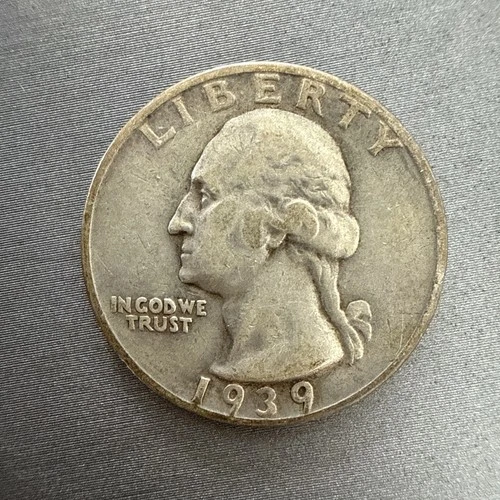 LIBERTY
IN GOD WE
TRUST
1939